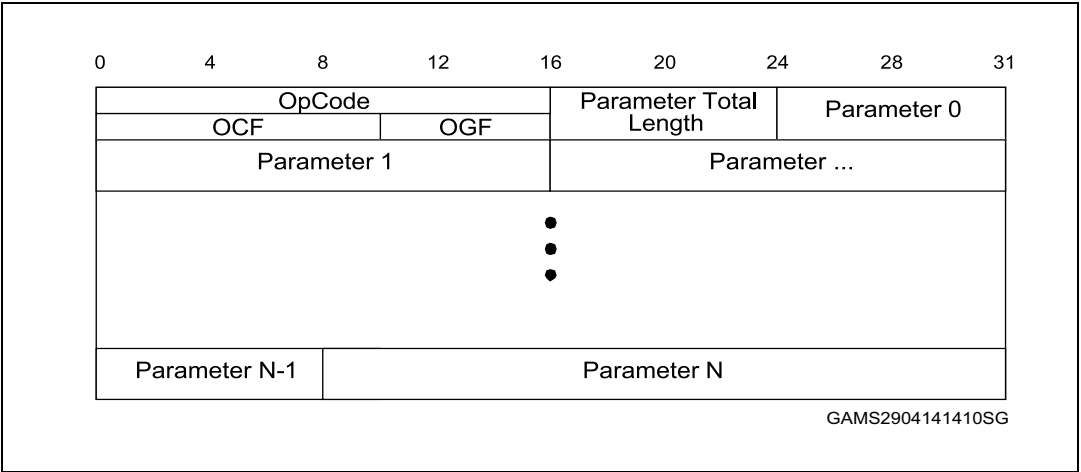 0 4 8 12 16 20 24 28 31
OpCode
Parameter Total
Length
Parameter 0
OCF OGF
Parameter 1 Parameter ...
Parameter N-1 Parameter N
GAMS2904141410SG